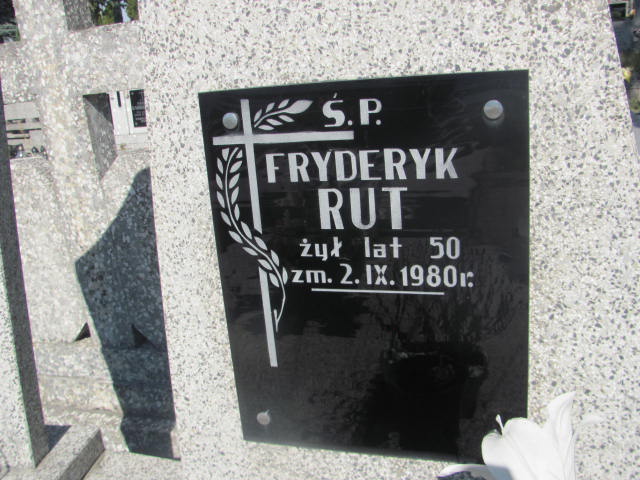 Ś.P.
FRYDERYK
RUT
żył lat 50
zm. 2.IX.1980r.